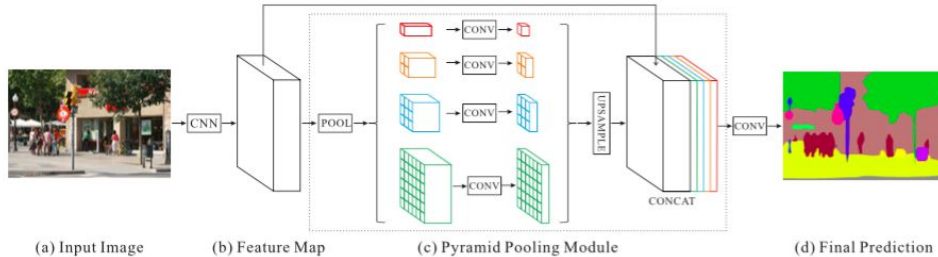 CNN
POOL
CONV
CONV
CONV
CONV
UPSAMPLE
CONCAT
CONV
(a) Input Image
(b) Feature Map
(c) Pyramid Pooling Module
(d) Final Prediction